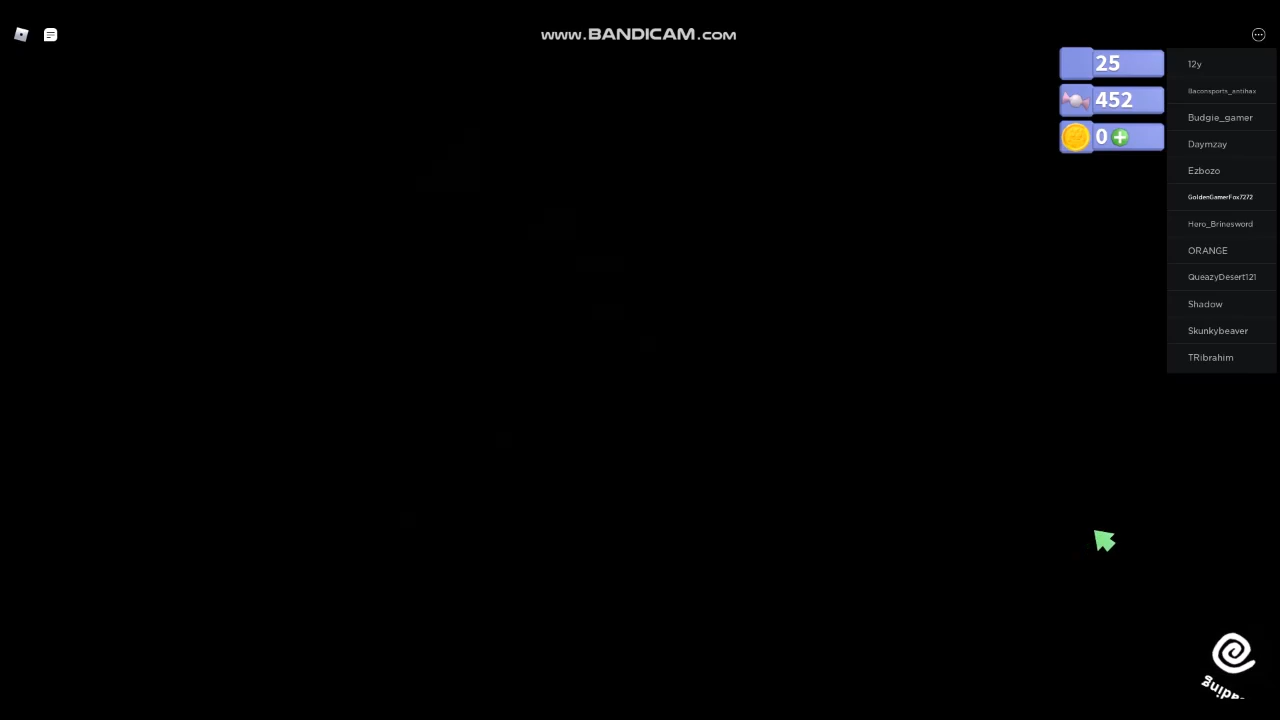 www.BANDICAM.com
25
452
0
12y
Baconsports_antihax
Budgie_gamer
Daymzay
Ezbozo
GoldenGamerFox7272
Hero_Brinesword
ORANGE
QueazyDesert121
Shadow
Skunkybeaver
TRibrahim